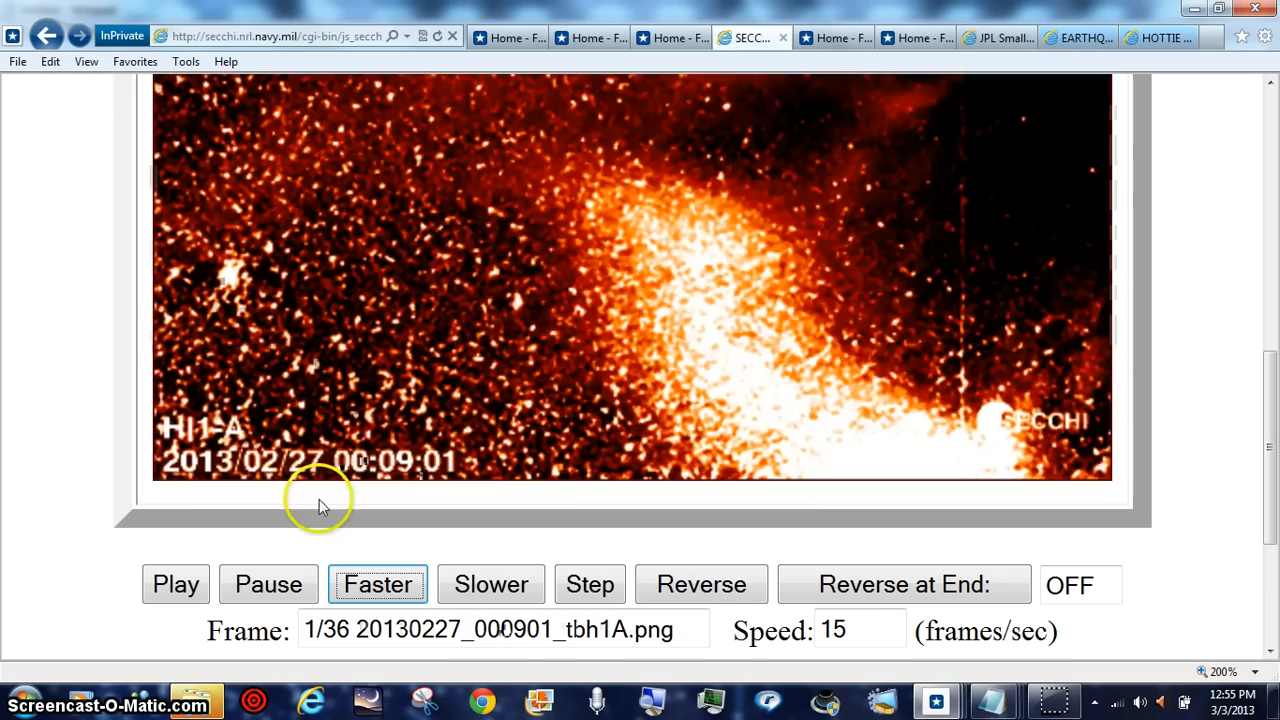 InPrivate http://secchi.nrl.navy.mil/cgi-bin/js_secch Home - F... Home - F... Home - F... SECC... Home - F... Home - F... JPL Small... EARTHQ... HOTTIE ...
File Edit View Favorites Tools Help
SECCHI
HI1-A
2013/02/27 00:09:01
Play Pause Faster Slower Step Reverse Reverse at End: OFF
Frame: 1/36 20130227_000901_tbh1A.png Speed: 15 (frames/sec)
200%
Screencast-O-Matic.com
12:55 PM
3/3/2013